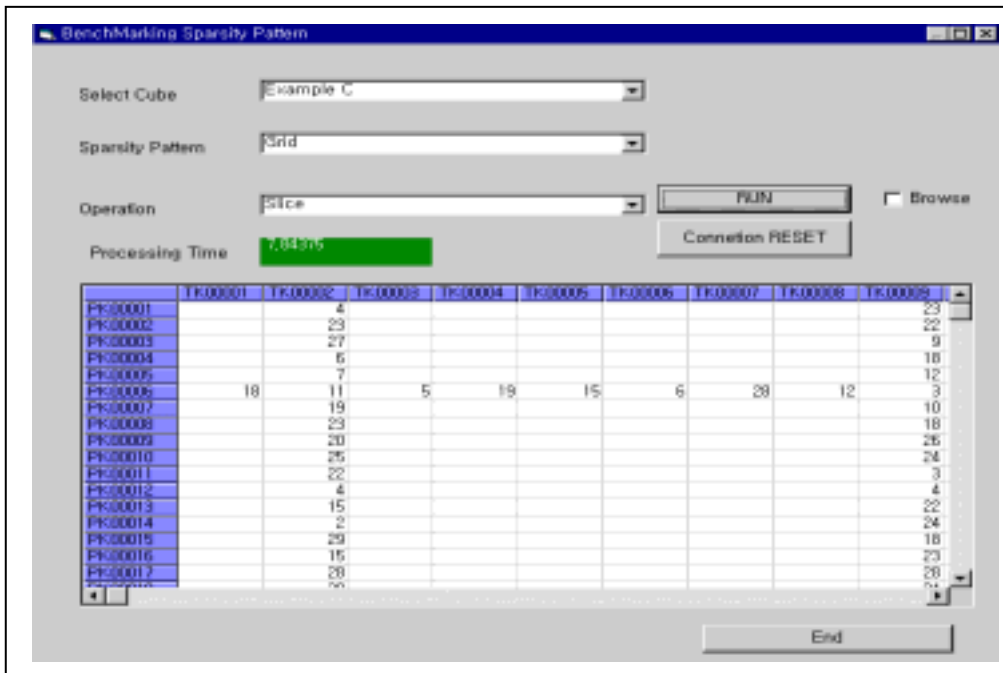 BenchMarking Sparsity Pattern
Select Cube Example C
Sparsity Pattern Grid
Operation Slice RUN Browse
Connetion RESET
Processing Time 7,84375
TK00001 TK00002 TK00003 TK00004 TK00005 TK00006 TK00007 TK00008 TK00009
PK00001 4 23
PK00002 23 22
PK00003 27 9
PK00004 6 18
PK00005 7 12
PK00006 18 11 5 19 15 6 28 12 3
PK00007 19 10
PK00008 23 18
PK00009 20 26
PK00010 25 24
PK00011 22 3
PK00012 4 4
PK00013 15 22
PK00014 2 24
PK00015 29 18
PK00016 15 23
PK00017 28 28
End